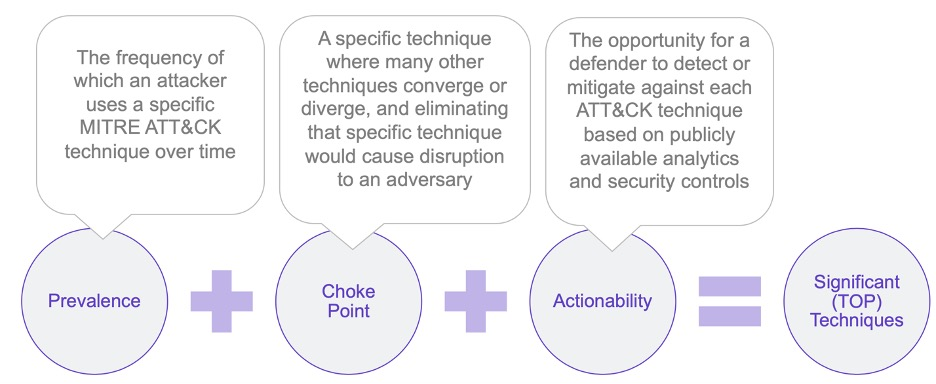 The frequency of
which an attacker
uses a specific
MITRE ATT&CK
technique over time
A specific technique
where many other
techniques converge or
diverge, and eliminating
that specific technique
would cause disruption
to an adversary
The opportunity for a
defender to detect or
mitigate against each
ATT&CK technique
based on publicly
available analytics
and security controls
Prevalence
Choke
Point
Actionability
Significant
(TOP)
Techniques